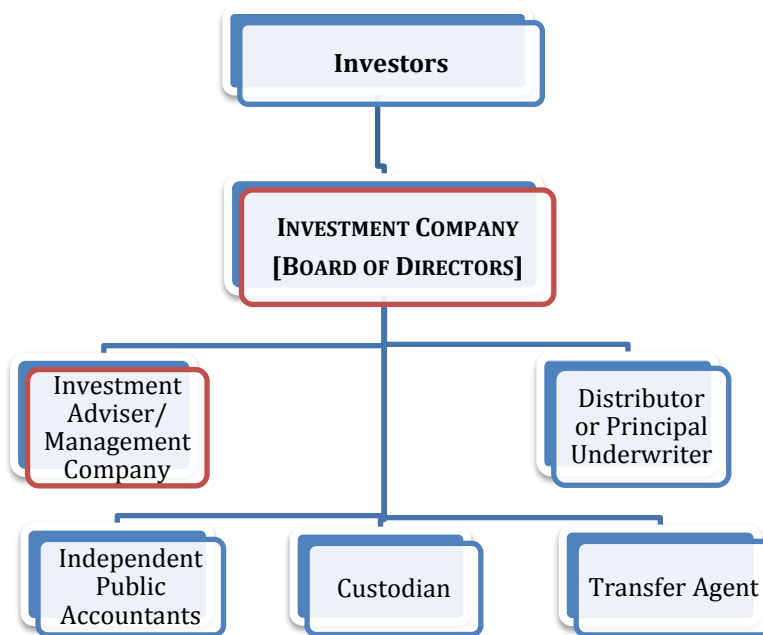 Investors
INVESTMENT COMPANY
[BOARD OF DIRECTORS]
Investment
Adviser/
Management
Company
Distributor
or Principal
Underwriter
Independent
Public
Accountants
Custodian
Transfer Agent